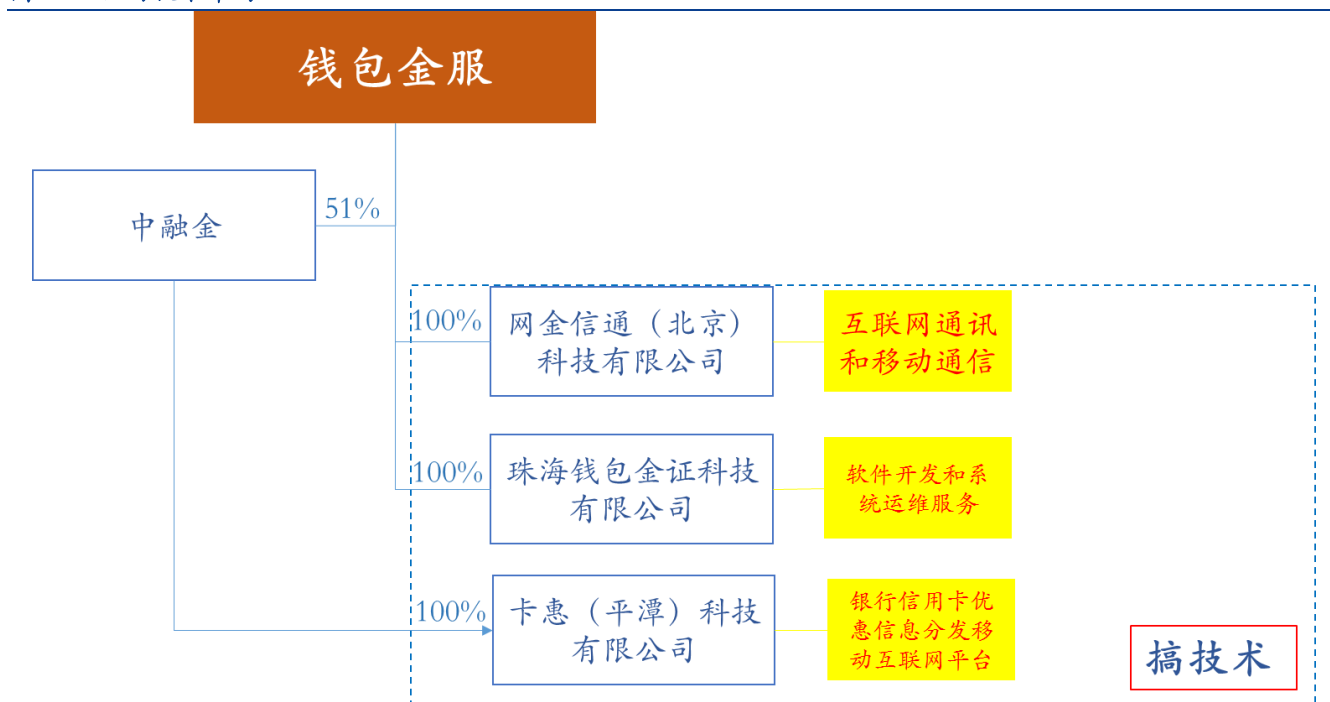 钱包金服
中融金
51%
100%
网金信通（北京）
科技有限公司
互联网通讯
和移动通信
100%
珠海钱包金证科技
有限公司
软件开发和系
统运维服务
100%
卡惠（平潭）科技
有限公司
银行信用卡优
惠信息分发移
动互联网平台
搞技术